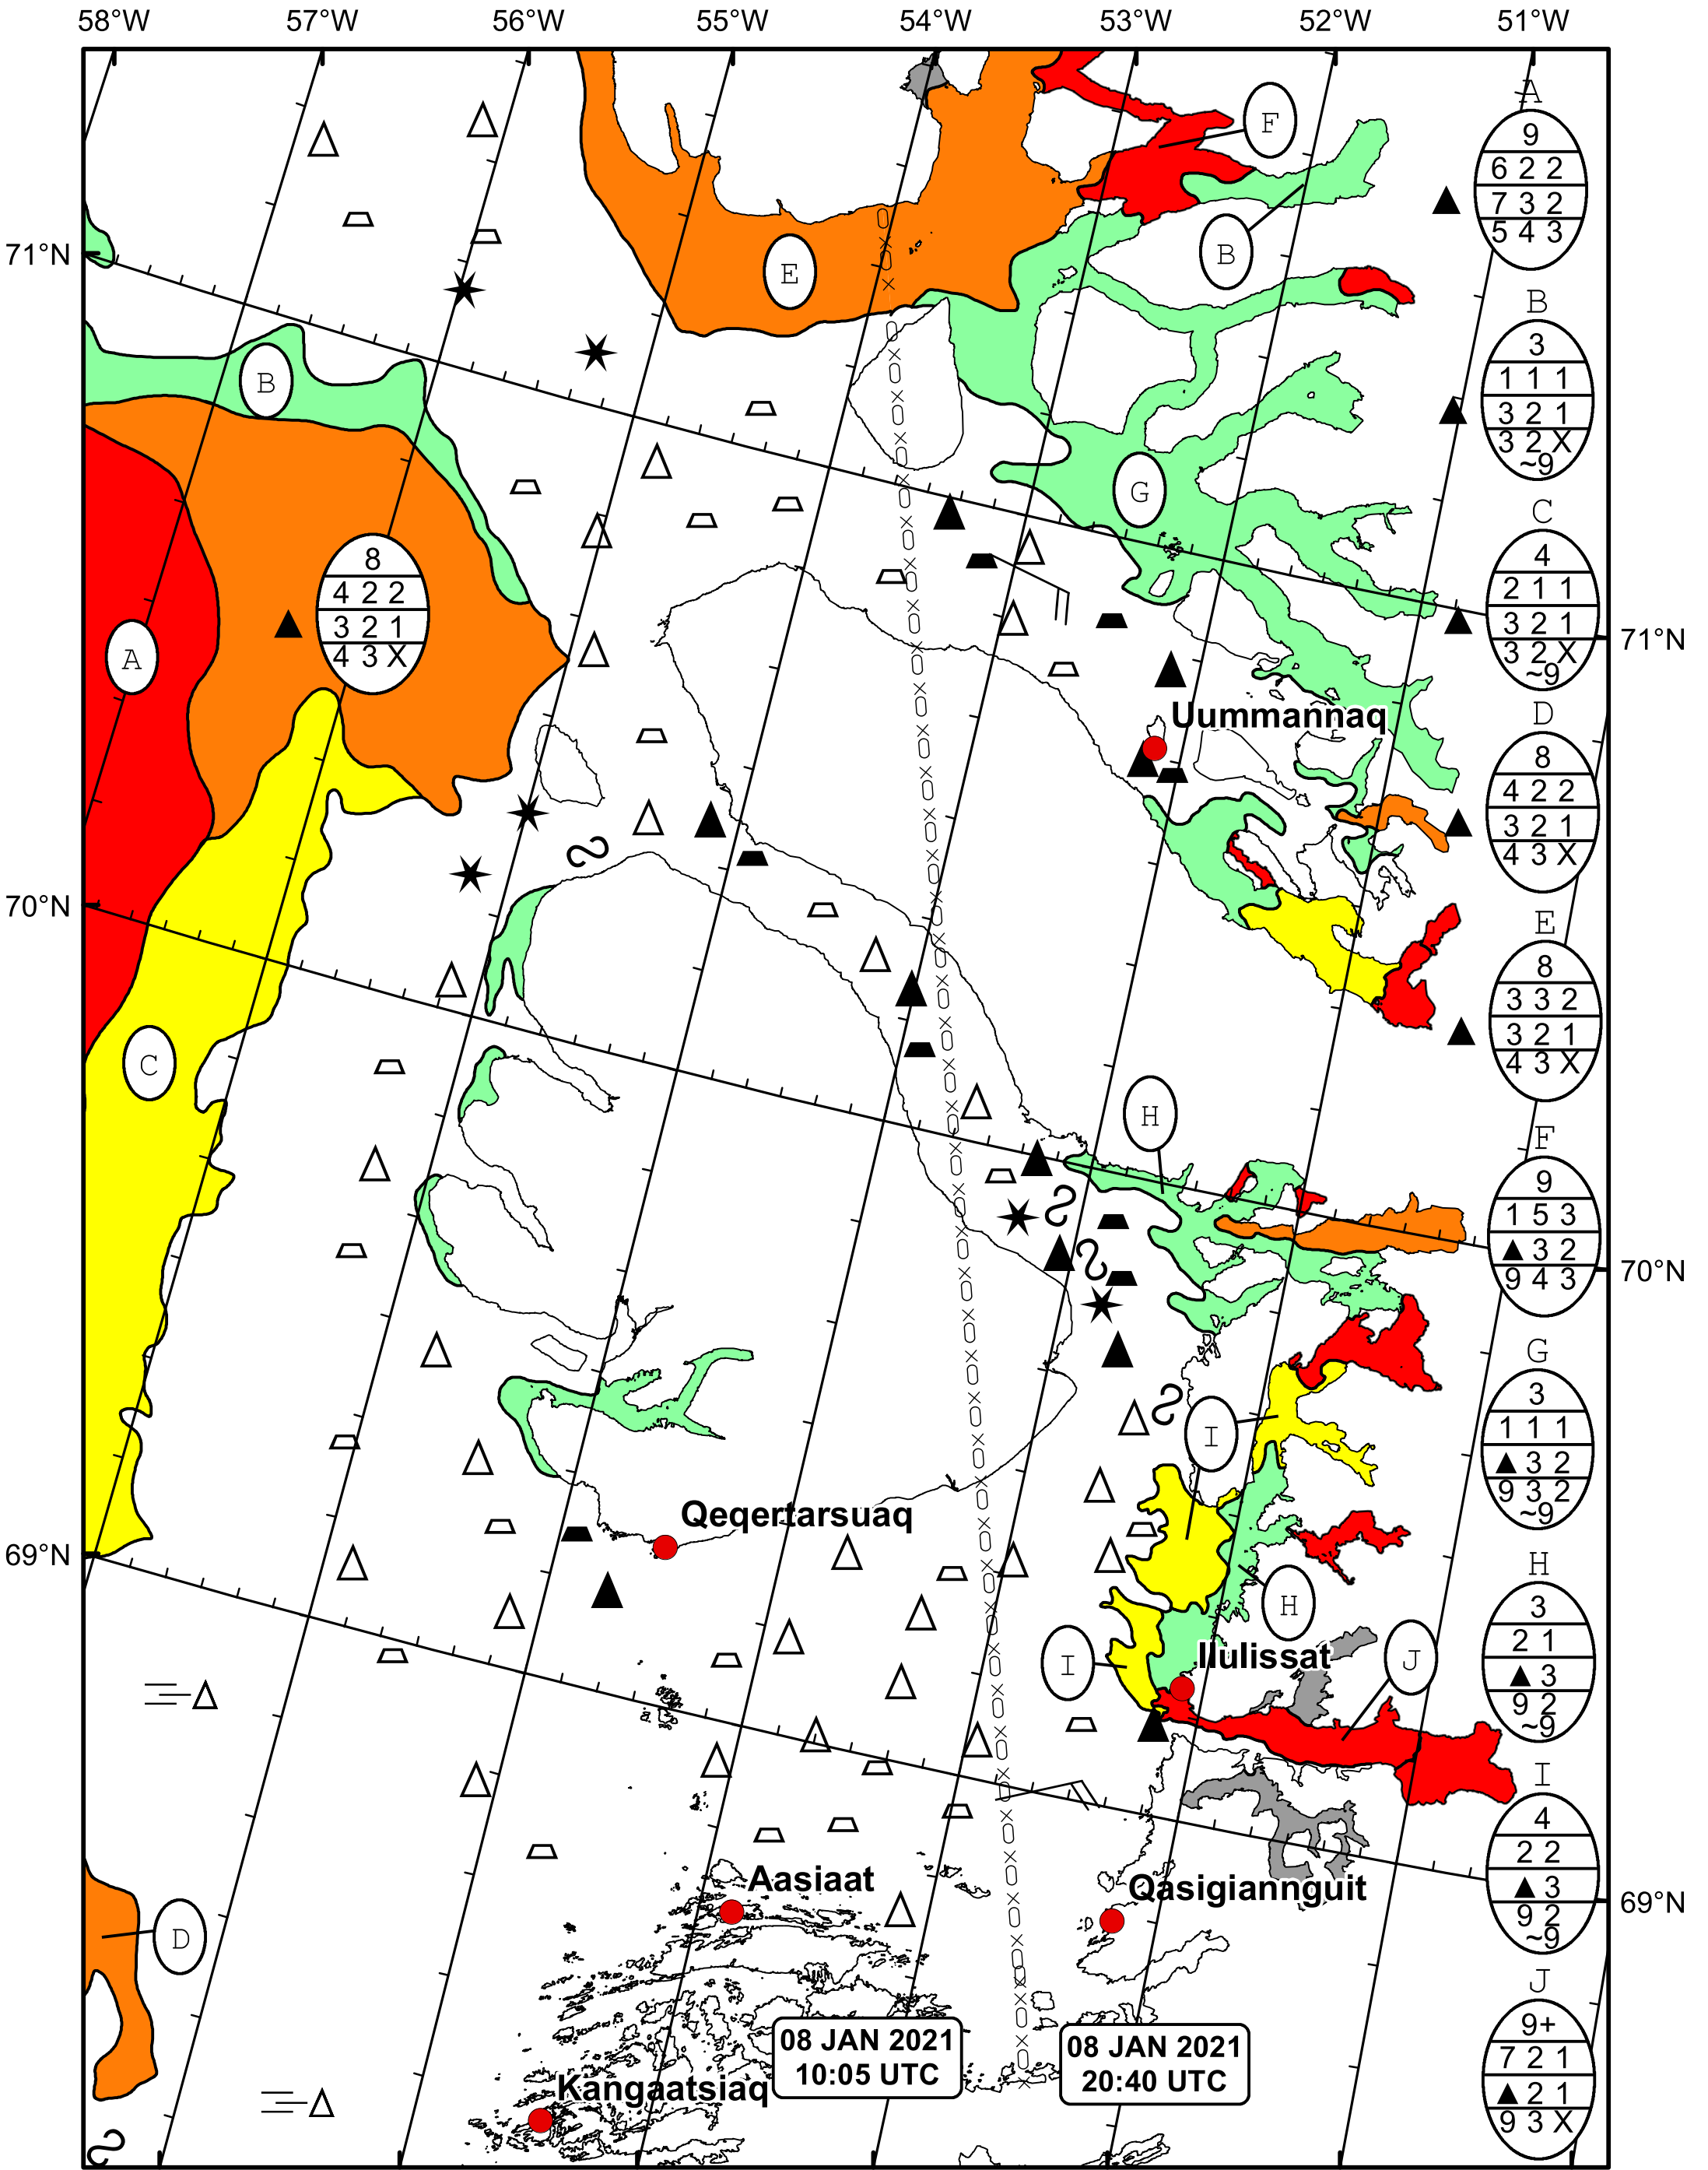 58°W 57°W 56°W 55°W 54°W 53°W 52°W 51°W
A
9
6 2 2
7 3 2
5 4 3
F
B
71°N
E
B
3
1 1 1
3 2 1
3 2 X
~9
B
G
C
4
2 1 1
3 2 1
3 2 X
~9
8
4 2 2
3 2 1
4 3 X
A
71°N
Uummannaq
D
8
4 2 2
3 2 1
4 3 X
70°N
E
8
3 3 2
3 2 1
4 3 X
C
H
F
9
1 5 3
▲ 3 2
9 4 3
70°N
G
3
1 1 1
▲ 3 2
9 3 2
~9
I
Qeqertarsuaq
69°N
H
3
2 1
▲ 3
9 2
~9
H
I
Ilulissat
J
I
4
2 2
▲ 3
9 2
~9
Aasiaat
Qasigiannguit
69°N
D
J
9+
7 2 1
▲ 2 1
9 3 X
08 JAN 2021
10:05 UTC
08 JAN 2021
20:40 UTC
Kangaatsiaq